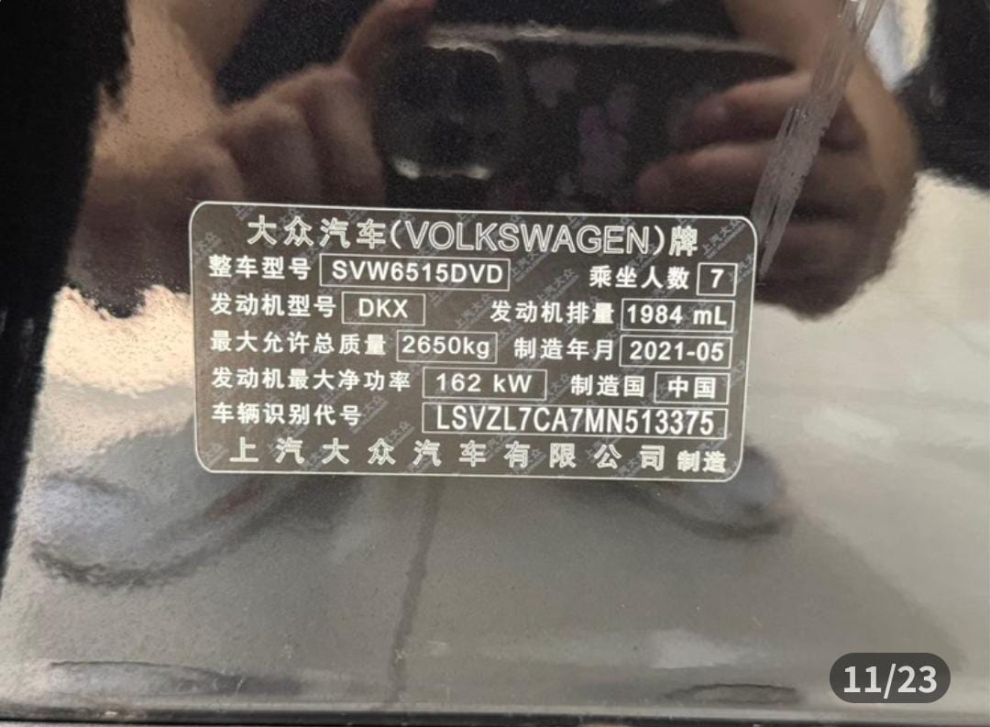 大众汽车(VOLKSWAGEN)牌
整车型号 SVW6515DVD 乘坐人数 7
发动机型号 DKX 发动机排量 1984 mL
最大允许总质量 2650kg 制造年月 2021-05
发动机最大净功率 162 kW 制造国 中国
车辆识别代号 LSVZL7CA7MN513375
上汽大众汽车有限公司 制造
11/23